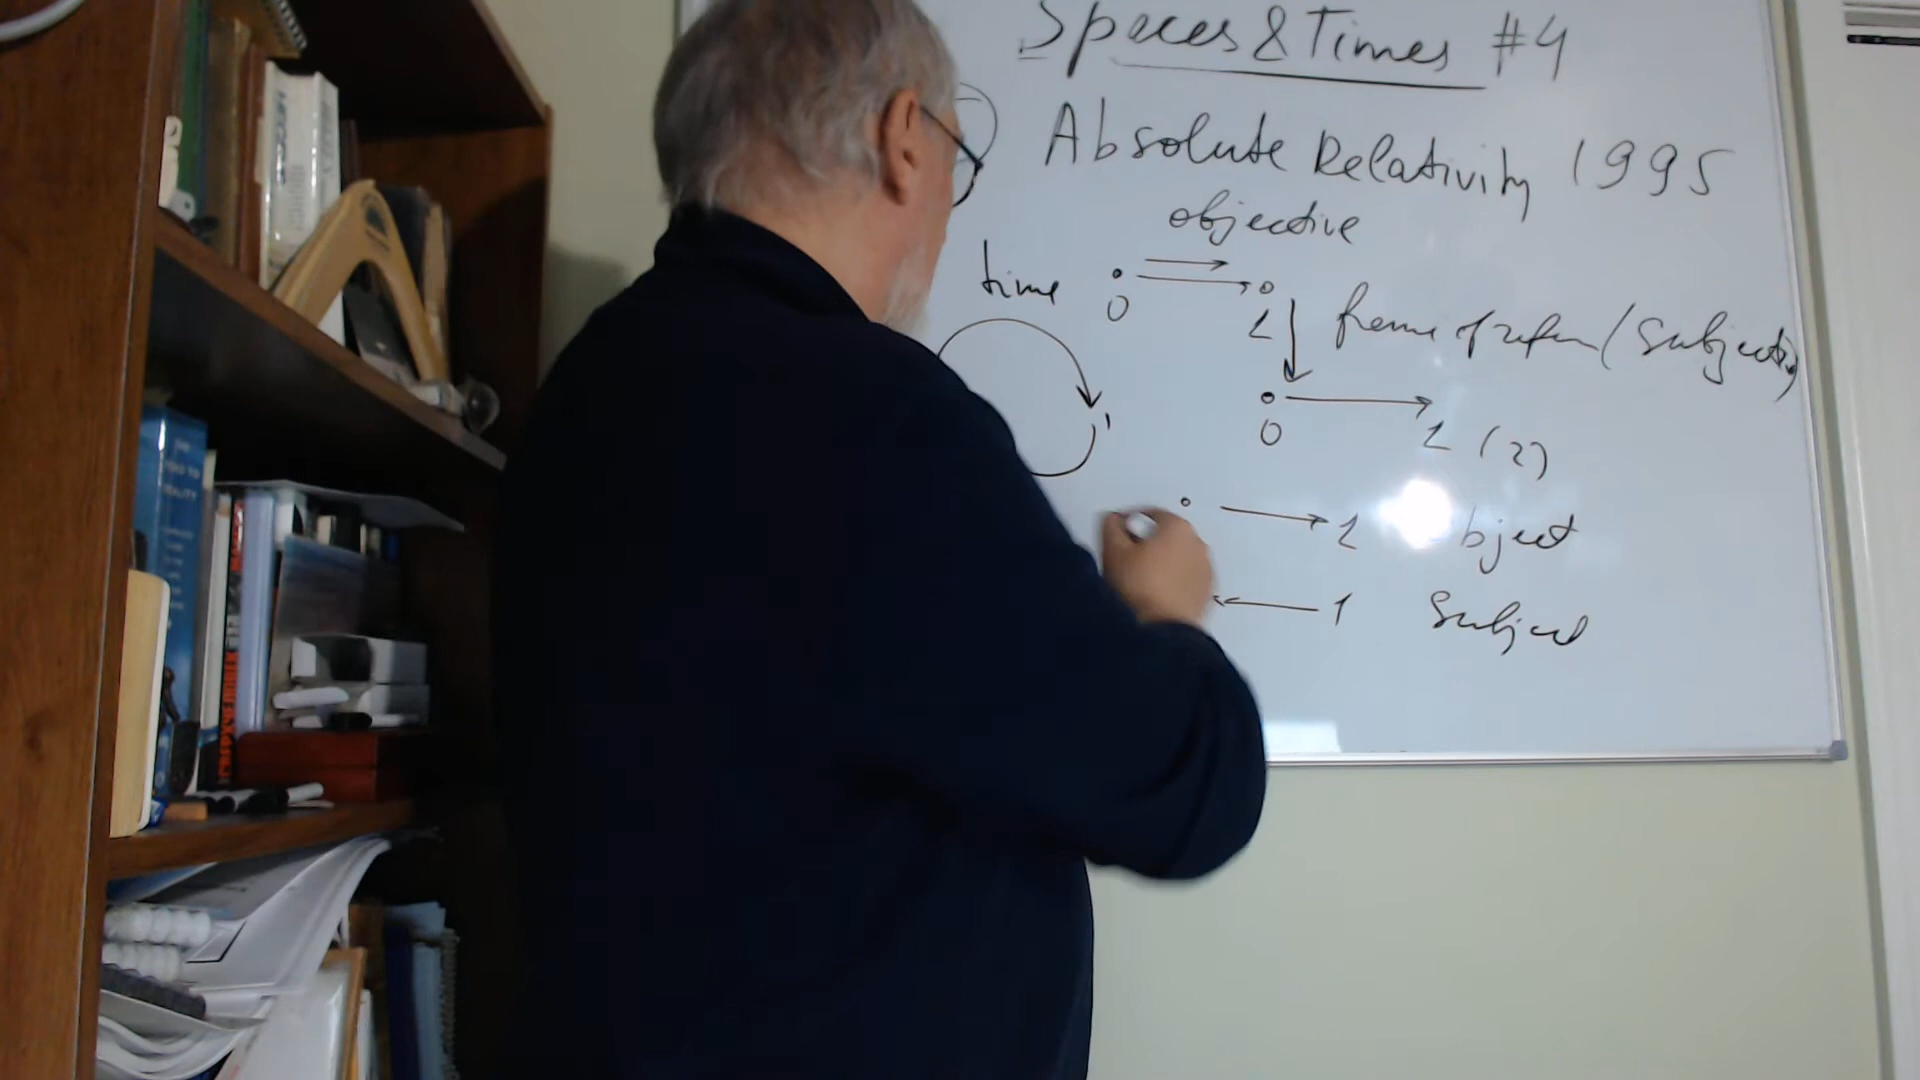 Spaces & Times #4
Absolute Relativity 1995
objective
time
0
1
frame of refer (Subjective)
0
1 (2)
1 bject
1 Subject